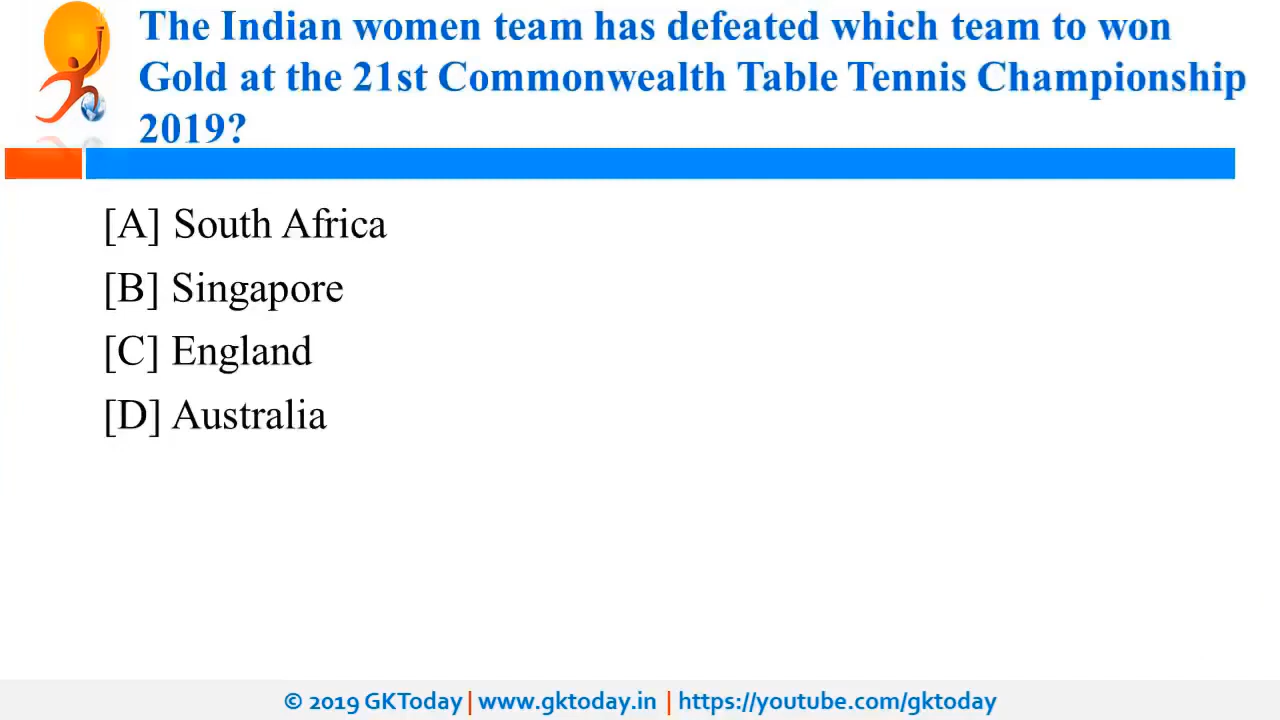 The Indian women team has defeated which team to won
Gold at the 21st Commonwealth Table Tennis Championship
2019?
[A] South Africa
[B] Singapore
[C] England
[D] Australia
© 2019 GKToday | www.gktoday.in | https://youtube.com/gktoday